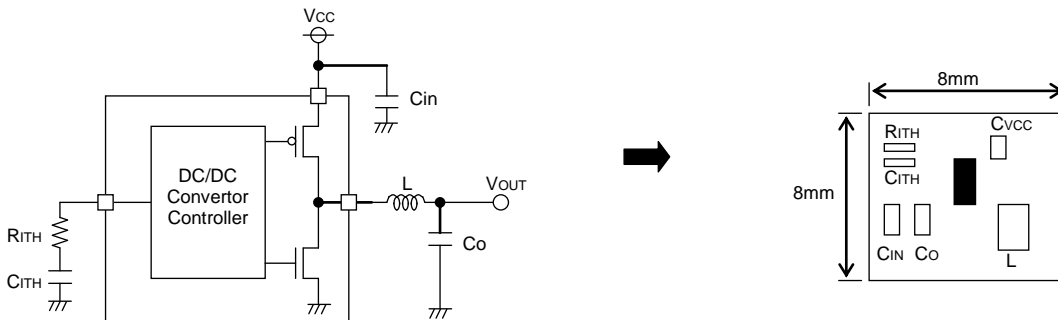 VCC
Cin
DC/DC
Convertor
Controller
L
VOUT
RITH
CITH
Co
8mm
8mm
RITH
CITH
CVCC
CIN
CO
L